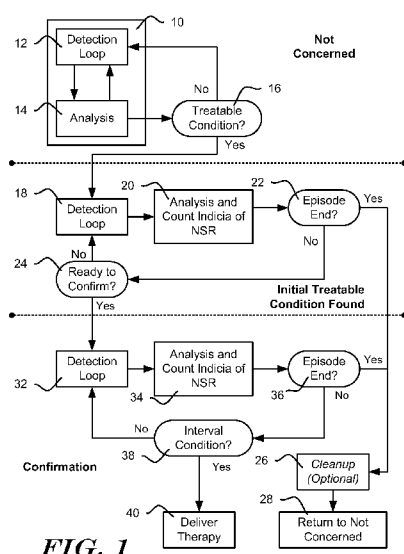 10
12
Detection
Loop
Not
Concerned
No
14
Analysis
Treatable
Condition?
16
Yes
18
Detection
Loop
20
Analysis and
Count Indicia of
NSR
22
Episode
End?
Yes
No
24
No
Ready to
Confirm?
Initial Treatable
Condition Found
Yes
32
Detection
Loop
Analysis and
Count Indicia of
NSR
34
Episode
End?
36
Yes
No
No
Interval
Condition?
38
Yes
Confirmation
26
Cleanup
(Optional)
28
40
Deliver
Therapy
Return to Not
Concerned
FIG. 1